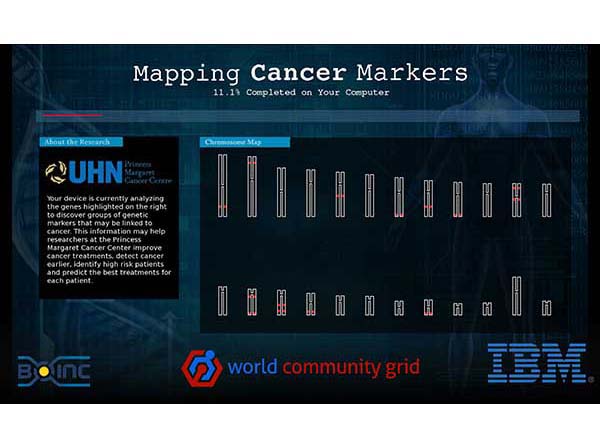 Mapping Cancer Markers
11.1% Completed on Your Computer
About the Research
Chromosome Map
UHN Princess
Margaret
Cancer Centre
Your device is currently analyzing
the genes highlighted on the right
to discover groups of genetic
markers that may be linked to
cancer. This information may help
researchers at the Princess
Margaret Cancer Center improve
cancer treatments, detect cancer
earlier, identify high risk patients
and predict the best treatments for
each patient.
BOINC
world community grid
IBM®